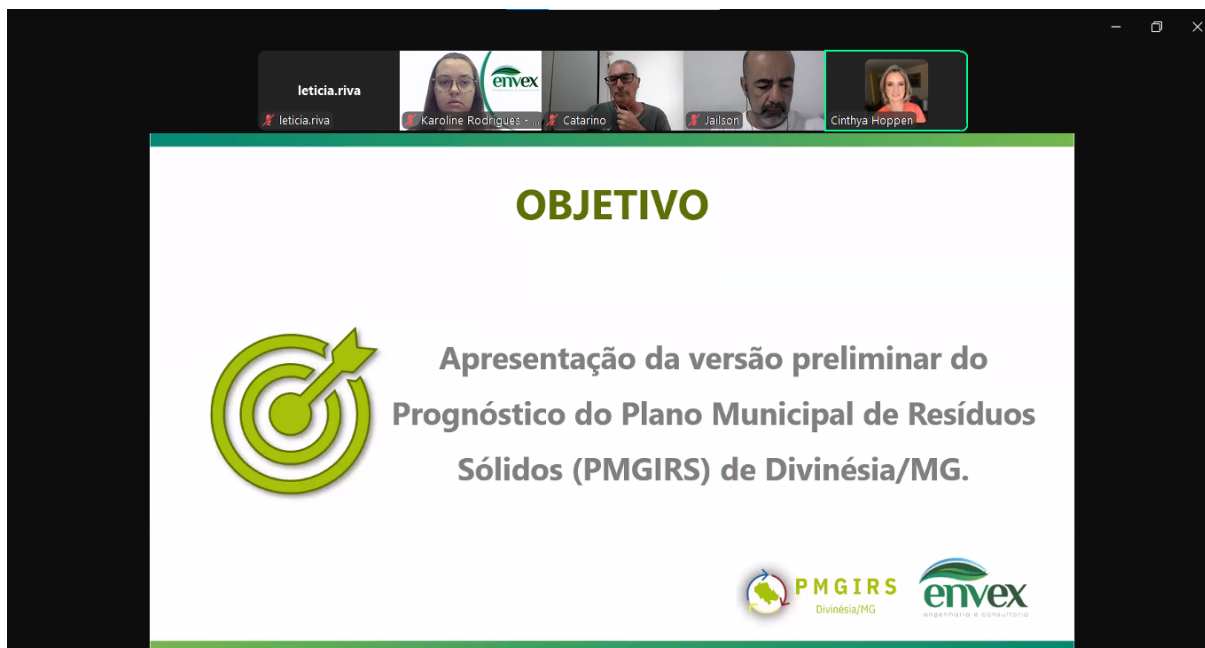 leticia.riva
envex
leticia.riva
Karoline Rodrigues - ...
Catarino
Jailson
Cinthya Hoppen
OBJETIVO
Apresentação da versão preliminar do
Prognóstico do Plano Municipal de Resíduos
Sólidos (PMGIRS) de Divinésia/MG.
PMGIRS
Divinésia/MG
envex
engenharia e consultoria